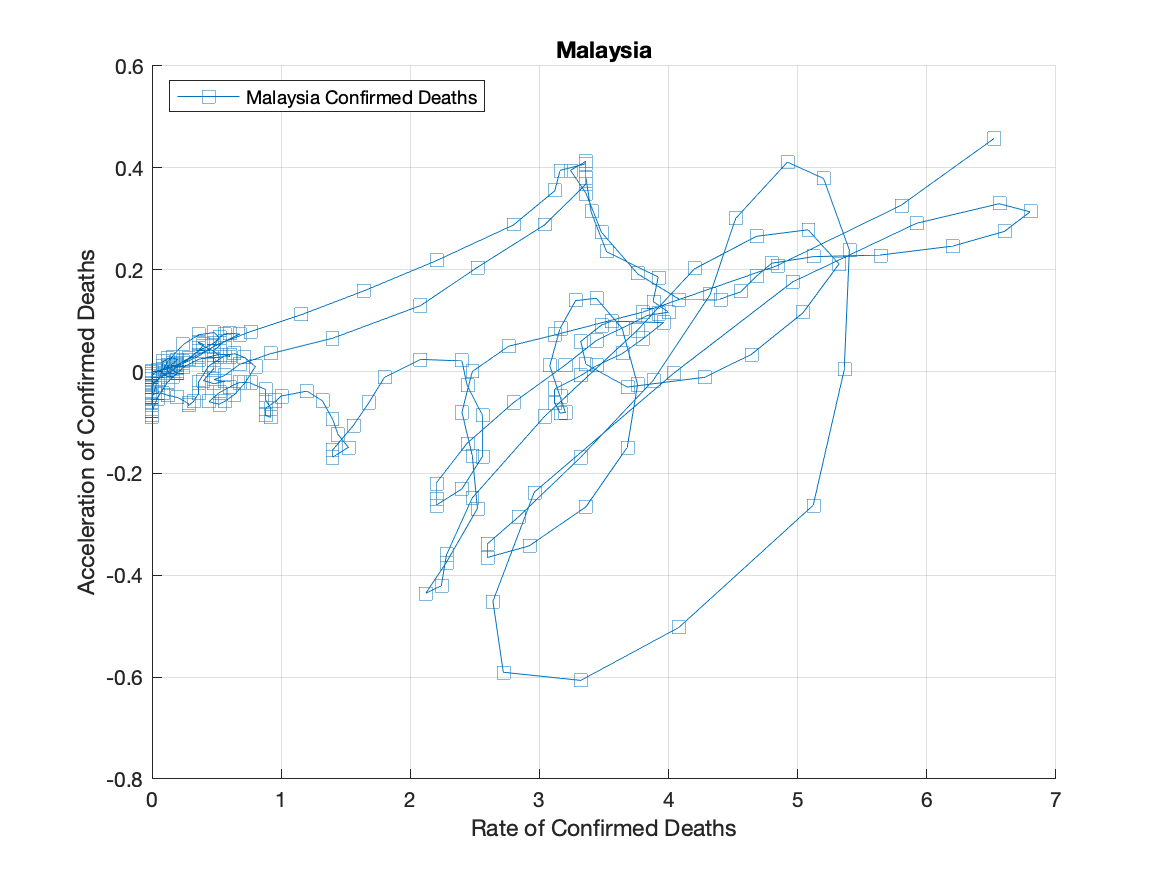 Malaysia
Malaysia Confirmed Deaths
0.6
0.4
0.2
0
-0.2
-0.4
-0.6
-0.8
Acceleration of Confirmed Deaths
0 1 2 3 4 5 6 7
Rate of Confirmed Deaths